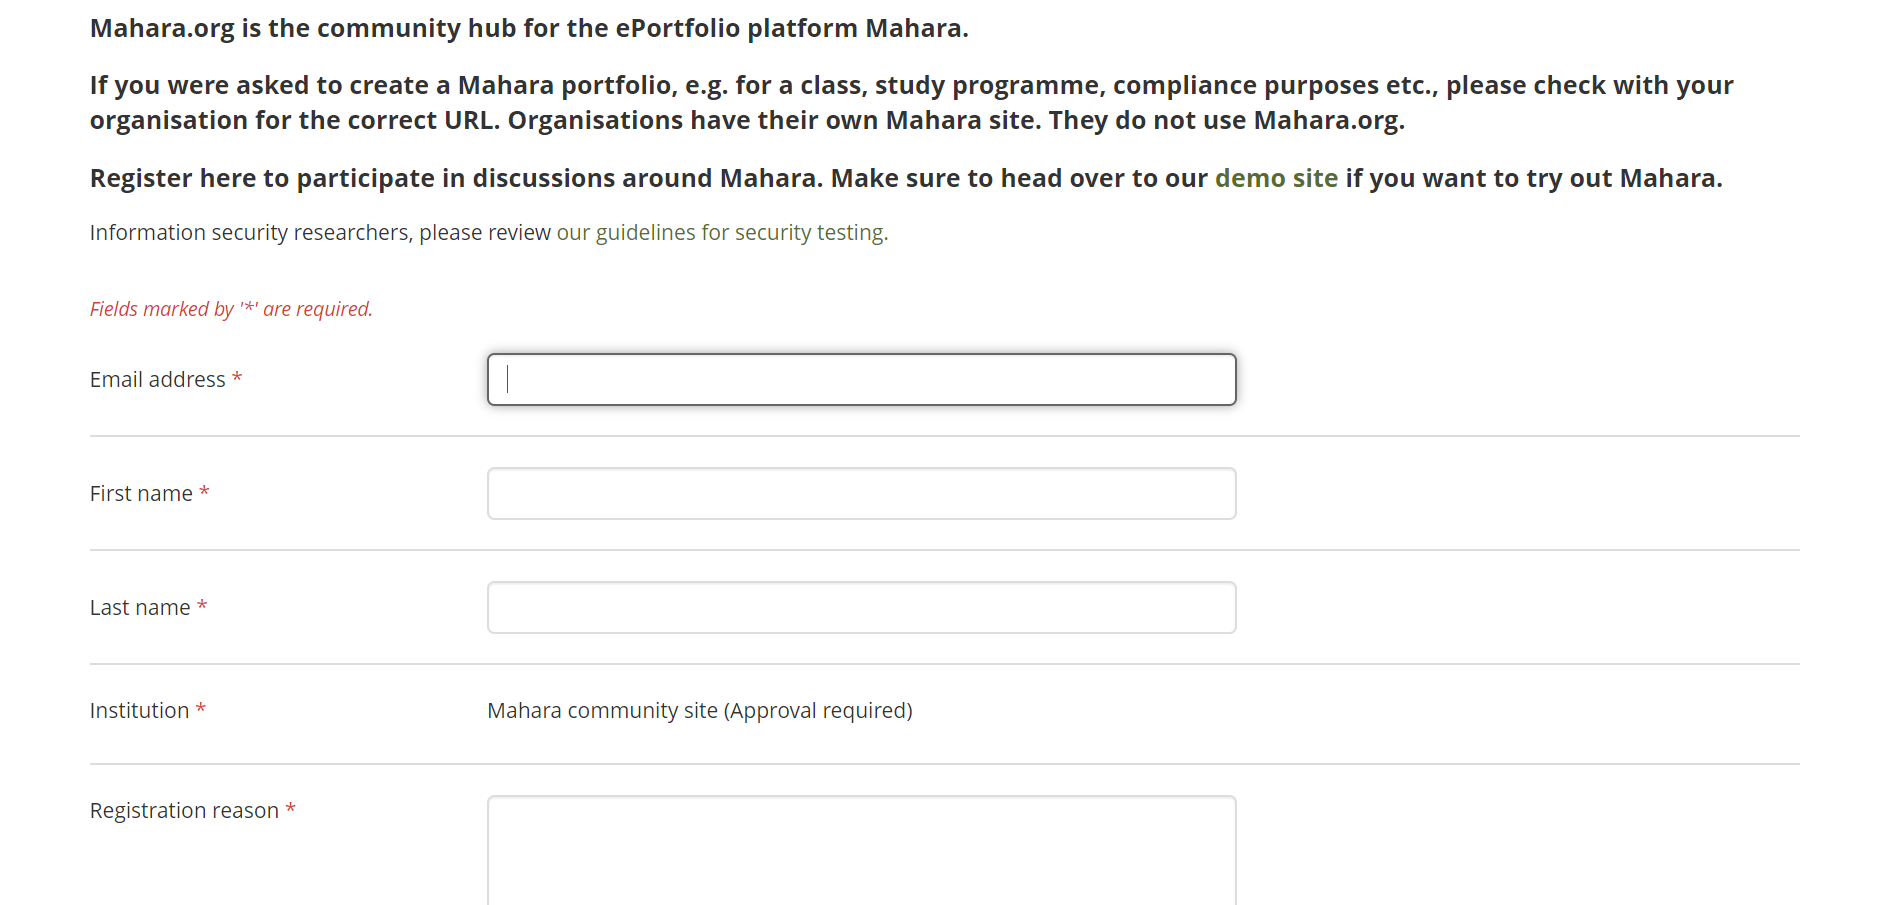 Mahara.org is the community hub for the ePortfolio platform Mahara.
If you were asked to create a Mahara portfolio, e.g. for a class, study programme, compliance purposes etc., please check with your
organisation for the correct URL. Organisations have their own Mahara site. They do not use Mahara.org.
Register here to participate in discussions around Mahara. Make sure to head over to our demo site if you want to try out Mahara.
Information security researchers, please review our guidelines for security testing.
Fields marked by '*' are required.
Email address *
First name *
Last name *
Institution * Mahara community site (Approval required)
Registration reason *